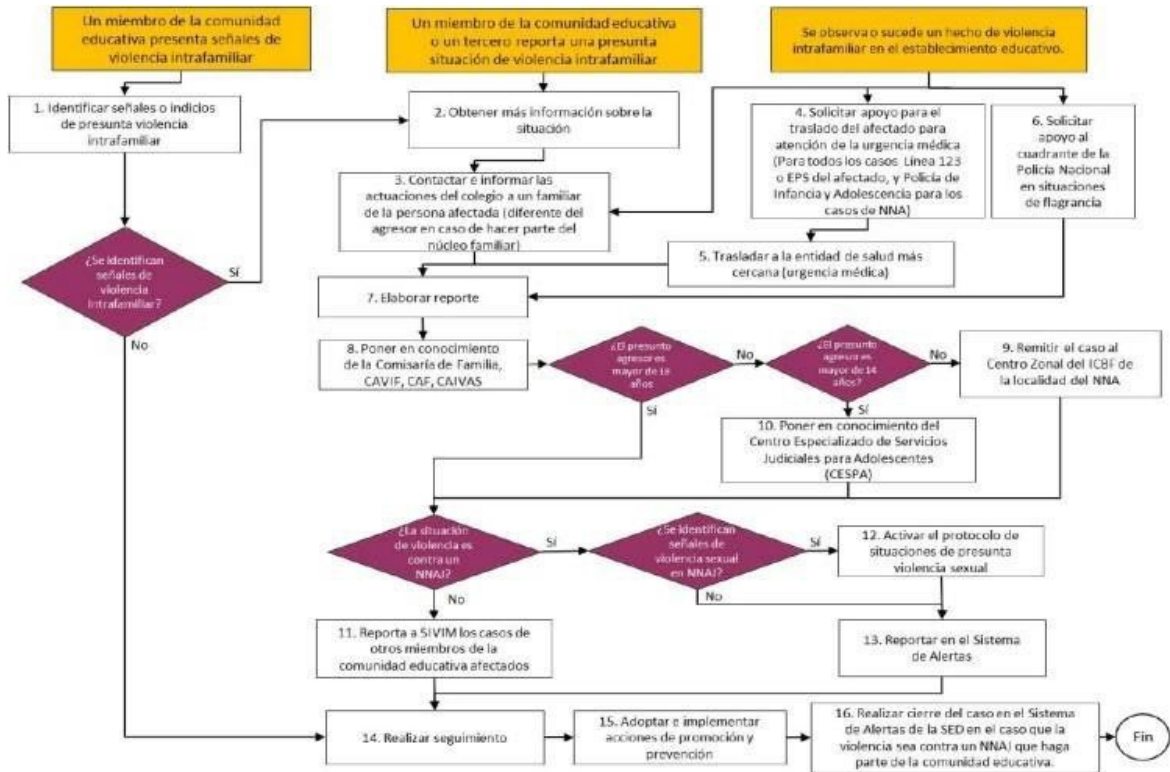 Un miembro de la comunidad
educativa presenta señales de
violencia intrafamiliar
Un miembro de la comunidad educativa
o un tercero reporta una presunta
situación de violencia intrafamiliar
Se observa o sucede un hecho de violencia
intrafamiliar en el establecimiento educativo.
1. Identificar señales o indicios
de presunta violencia
intrafamiliar
2. Obtener más información sobre la
situación
4. Solicitar apoyo para el
traslado del afectado para
atención de la urgencia médica
(Para todos los casos Línea 123
o EPS del afectado, y Policía de
Infancia y Adolescencia para los
casos de NNA)
6. Solicitar
apoyo al
cuadrante de la
Policía Nacional
en situaciones
de flagrancia
3. Contactar e informar las
actuaciones del colegio a un familiar
de la persona afectada (diferente del
agresor en caso de hacer parte del
núcleo familiar)
5. Trasladar a la entidad de salud más
cercana (urgencia médica)
¿Se identifican
señales de
violencia
intrafamiliar?
Sí
No
7. Elaborar reporte
8. Poner en conocimiento
de la Comisaría de Familia,
CAVIF, CAF, CAIVAS
¿El presunto
agresor es
mayor de 18
años
No
¿El presunto
agresor es
mayor de 14
años?
No
9. Remitir el caso al
Centro Zonal del ICBF de
la localidad del NNA
Sí
Sí
10. Poner en conocimiento del
Centro Especializado de Servicios
Judiciales para Adolescentes
(CESPA)
¿La situación
de violencia es
contra un
NNAJ?
Sí
¿Se identifican
señales de
violencia sexual
en NNAJ?
Sí
12. Activar el protocolo de
situaciones de presunta
violencia sexual
No
No
11. Reporta a SIVIM los casos de
otros miembros de la
comunidad educativa afectados
13. Reportar en el Sistema
de Alertas
14. Realizar seguimiento
15. Adoptar e implementar
acciones de promoción y
prevención
16. Realizar cierre del caso en el Sistema
de Alertas de la SED en el caso que la
violencia sea contra un NNAJ que haga
parte de la comunidad educativa.
Fin